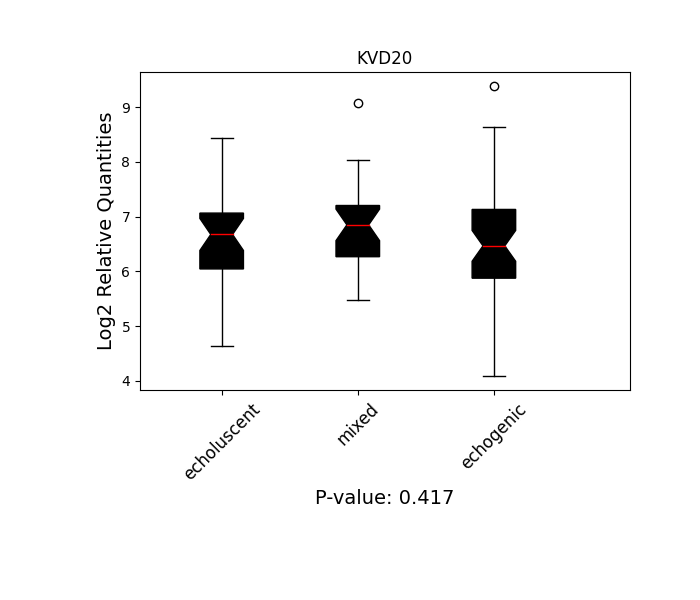 KVD20
Log2 Relative Quantities
9
8
7
6
5
4
echoluscent
mixed
echogenic
P-value: 0.417